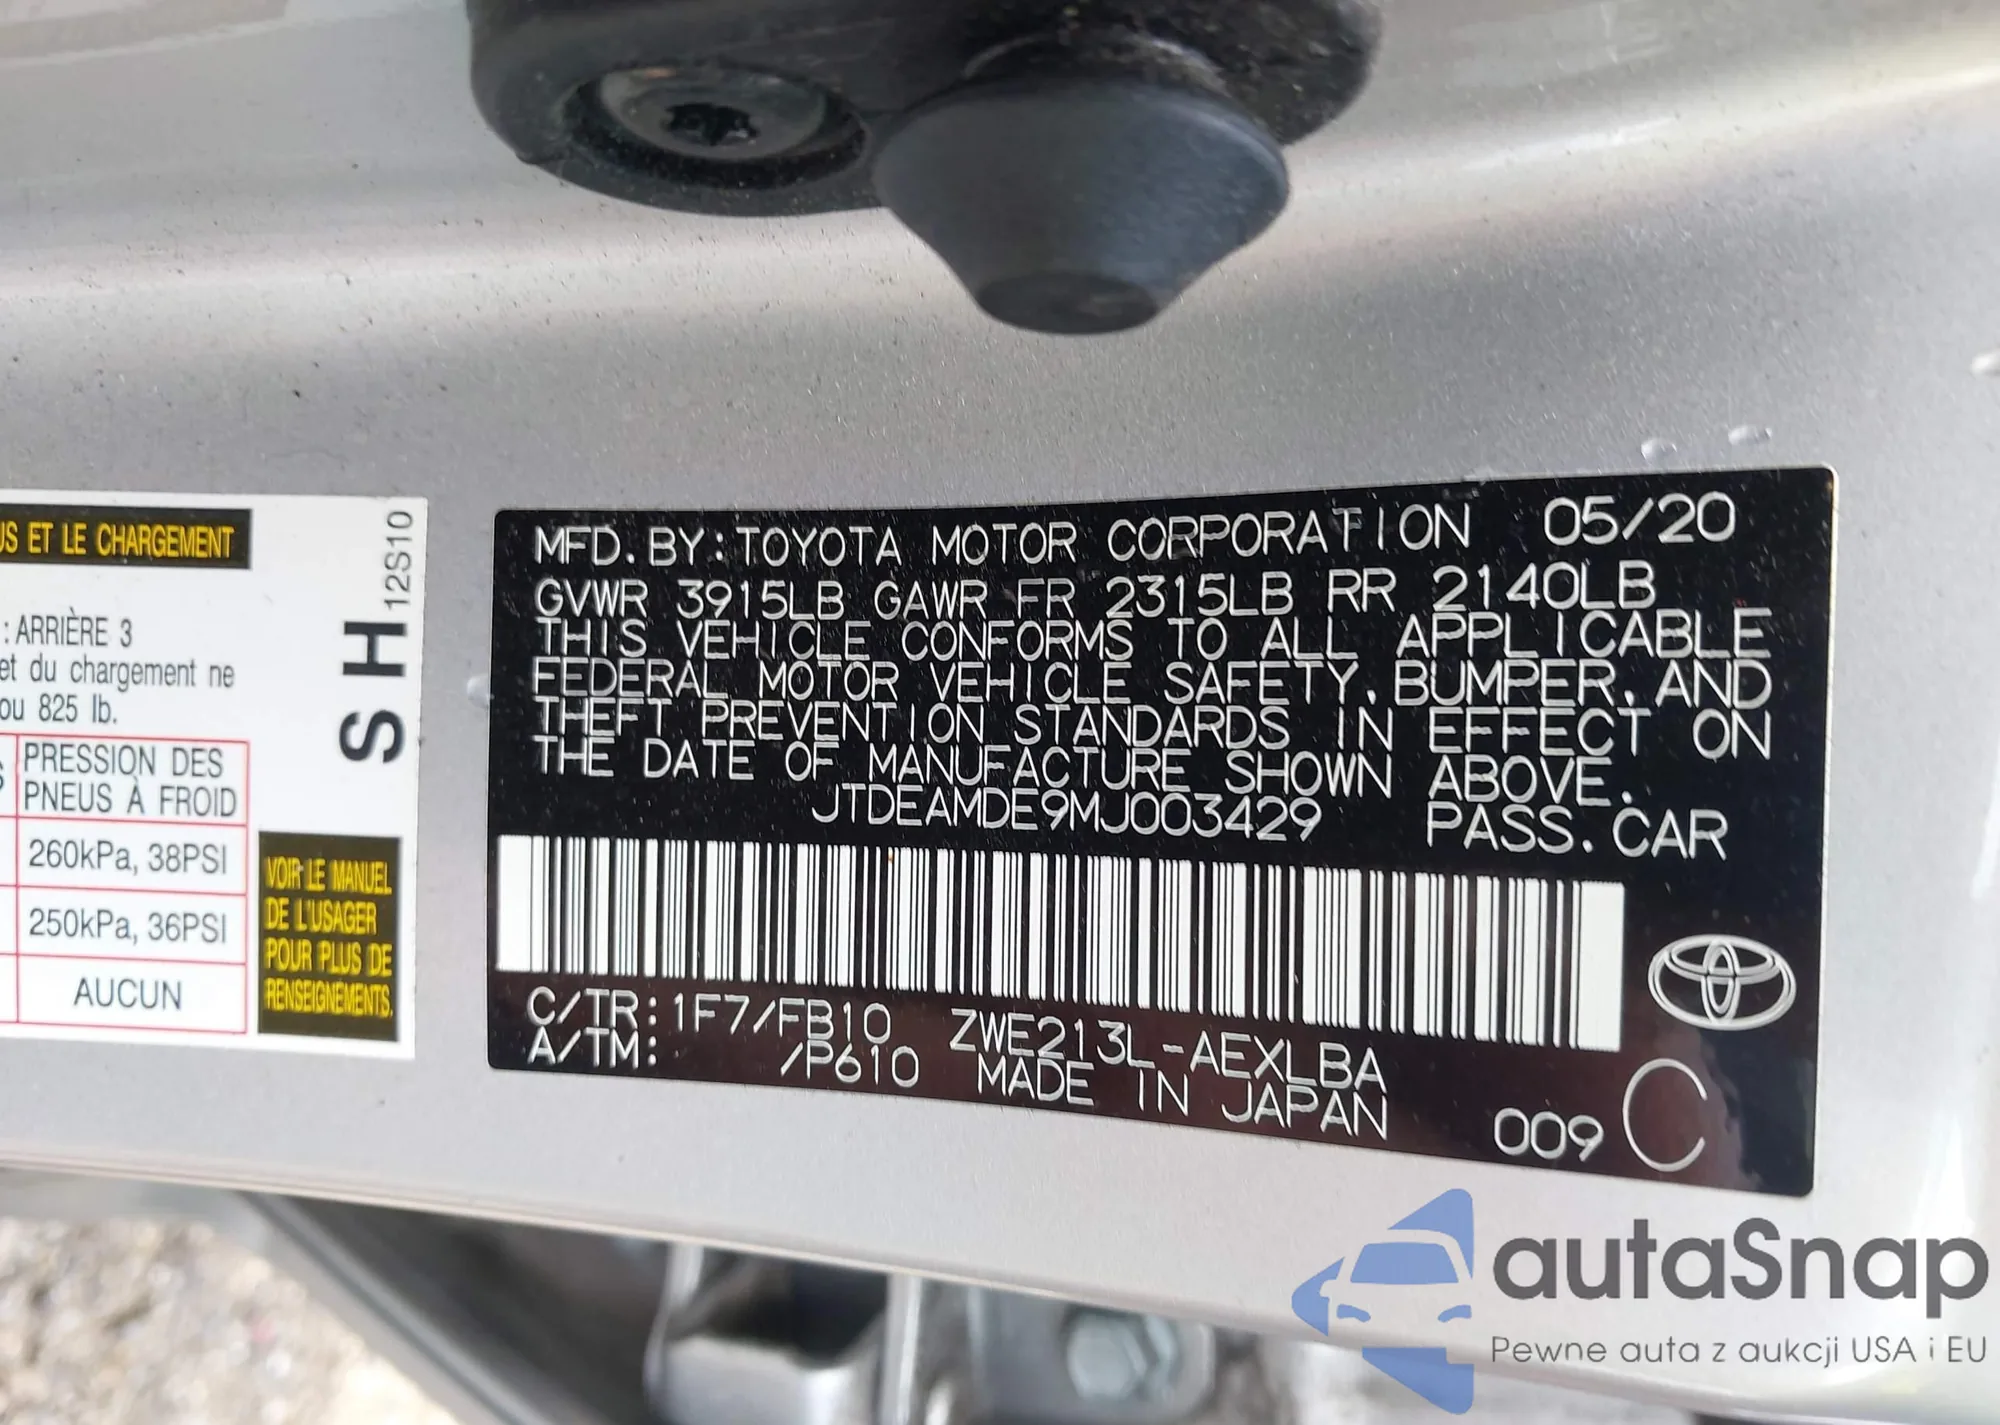 US ET LE CHARGEMENT
: ARRIÈRE 3
et du chargement ne
ou 825 lb.
PRESSION DES
PNEUS À FROID
260kPa, 38PSI
250kPa, 36PSI
AUCUN
SH 12S10
VOIR LE MANUEL
DE L'USAGER
POUR PLUS DE
RENSEIGNEMENTS.
MFD. BY: TOYOTA MOTOR CORPORATION 05/20
GVWR 3915LB GAWR FR 2315LB RR 2140LB
THIS VEHICLE CONFORMS TO ALL APPLICABLE
FEDERAL MOTOR VEHICLE SAFETY, BUMPER, AND
THEFT PREVENTION STANDARDS IN EFFECT ON
THE DATE OF MANUFACTURE SHOWN ABOVE.
JTDEAMDE9MJ003429 PASS. CAR
C/TR: 1F7/FB10 ZWE213L-AEXLBA
A/TM: /P610 MADE IN JAPAN
009 C
autaSnap
Pewne auta z aukcji USA i EU